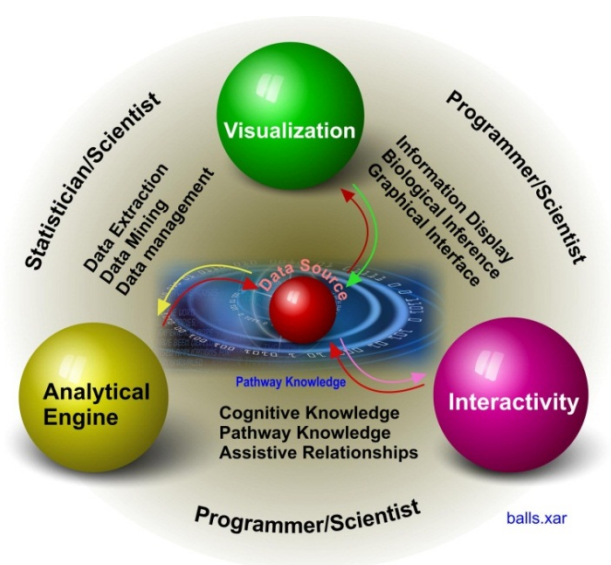 Visualization
Statistician/Scientist
Programmer/Scientist
Data Extraction
Data Mining
Data management
Information Display
Biological Inference
Graphical Interface
Data Source
Analytical
Engine
Interactivity
Pathway Knowledge
Cognitive Knowledge
Pathway Knowledge
Assistive Relationships
Programmer/Scientist
balls.xar